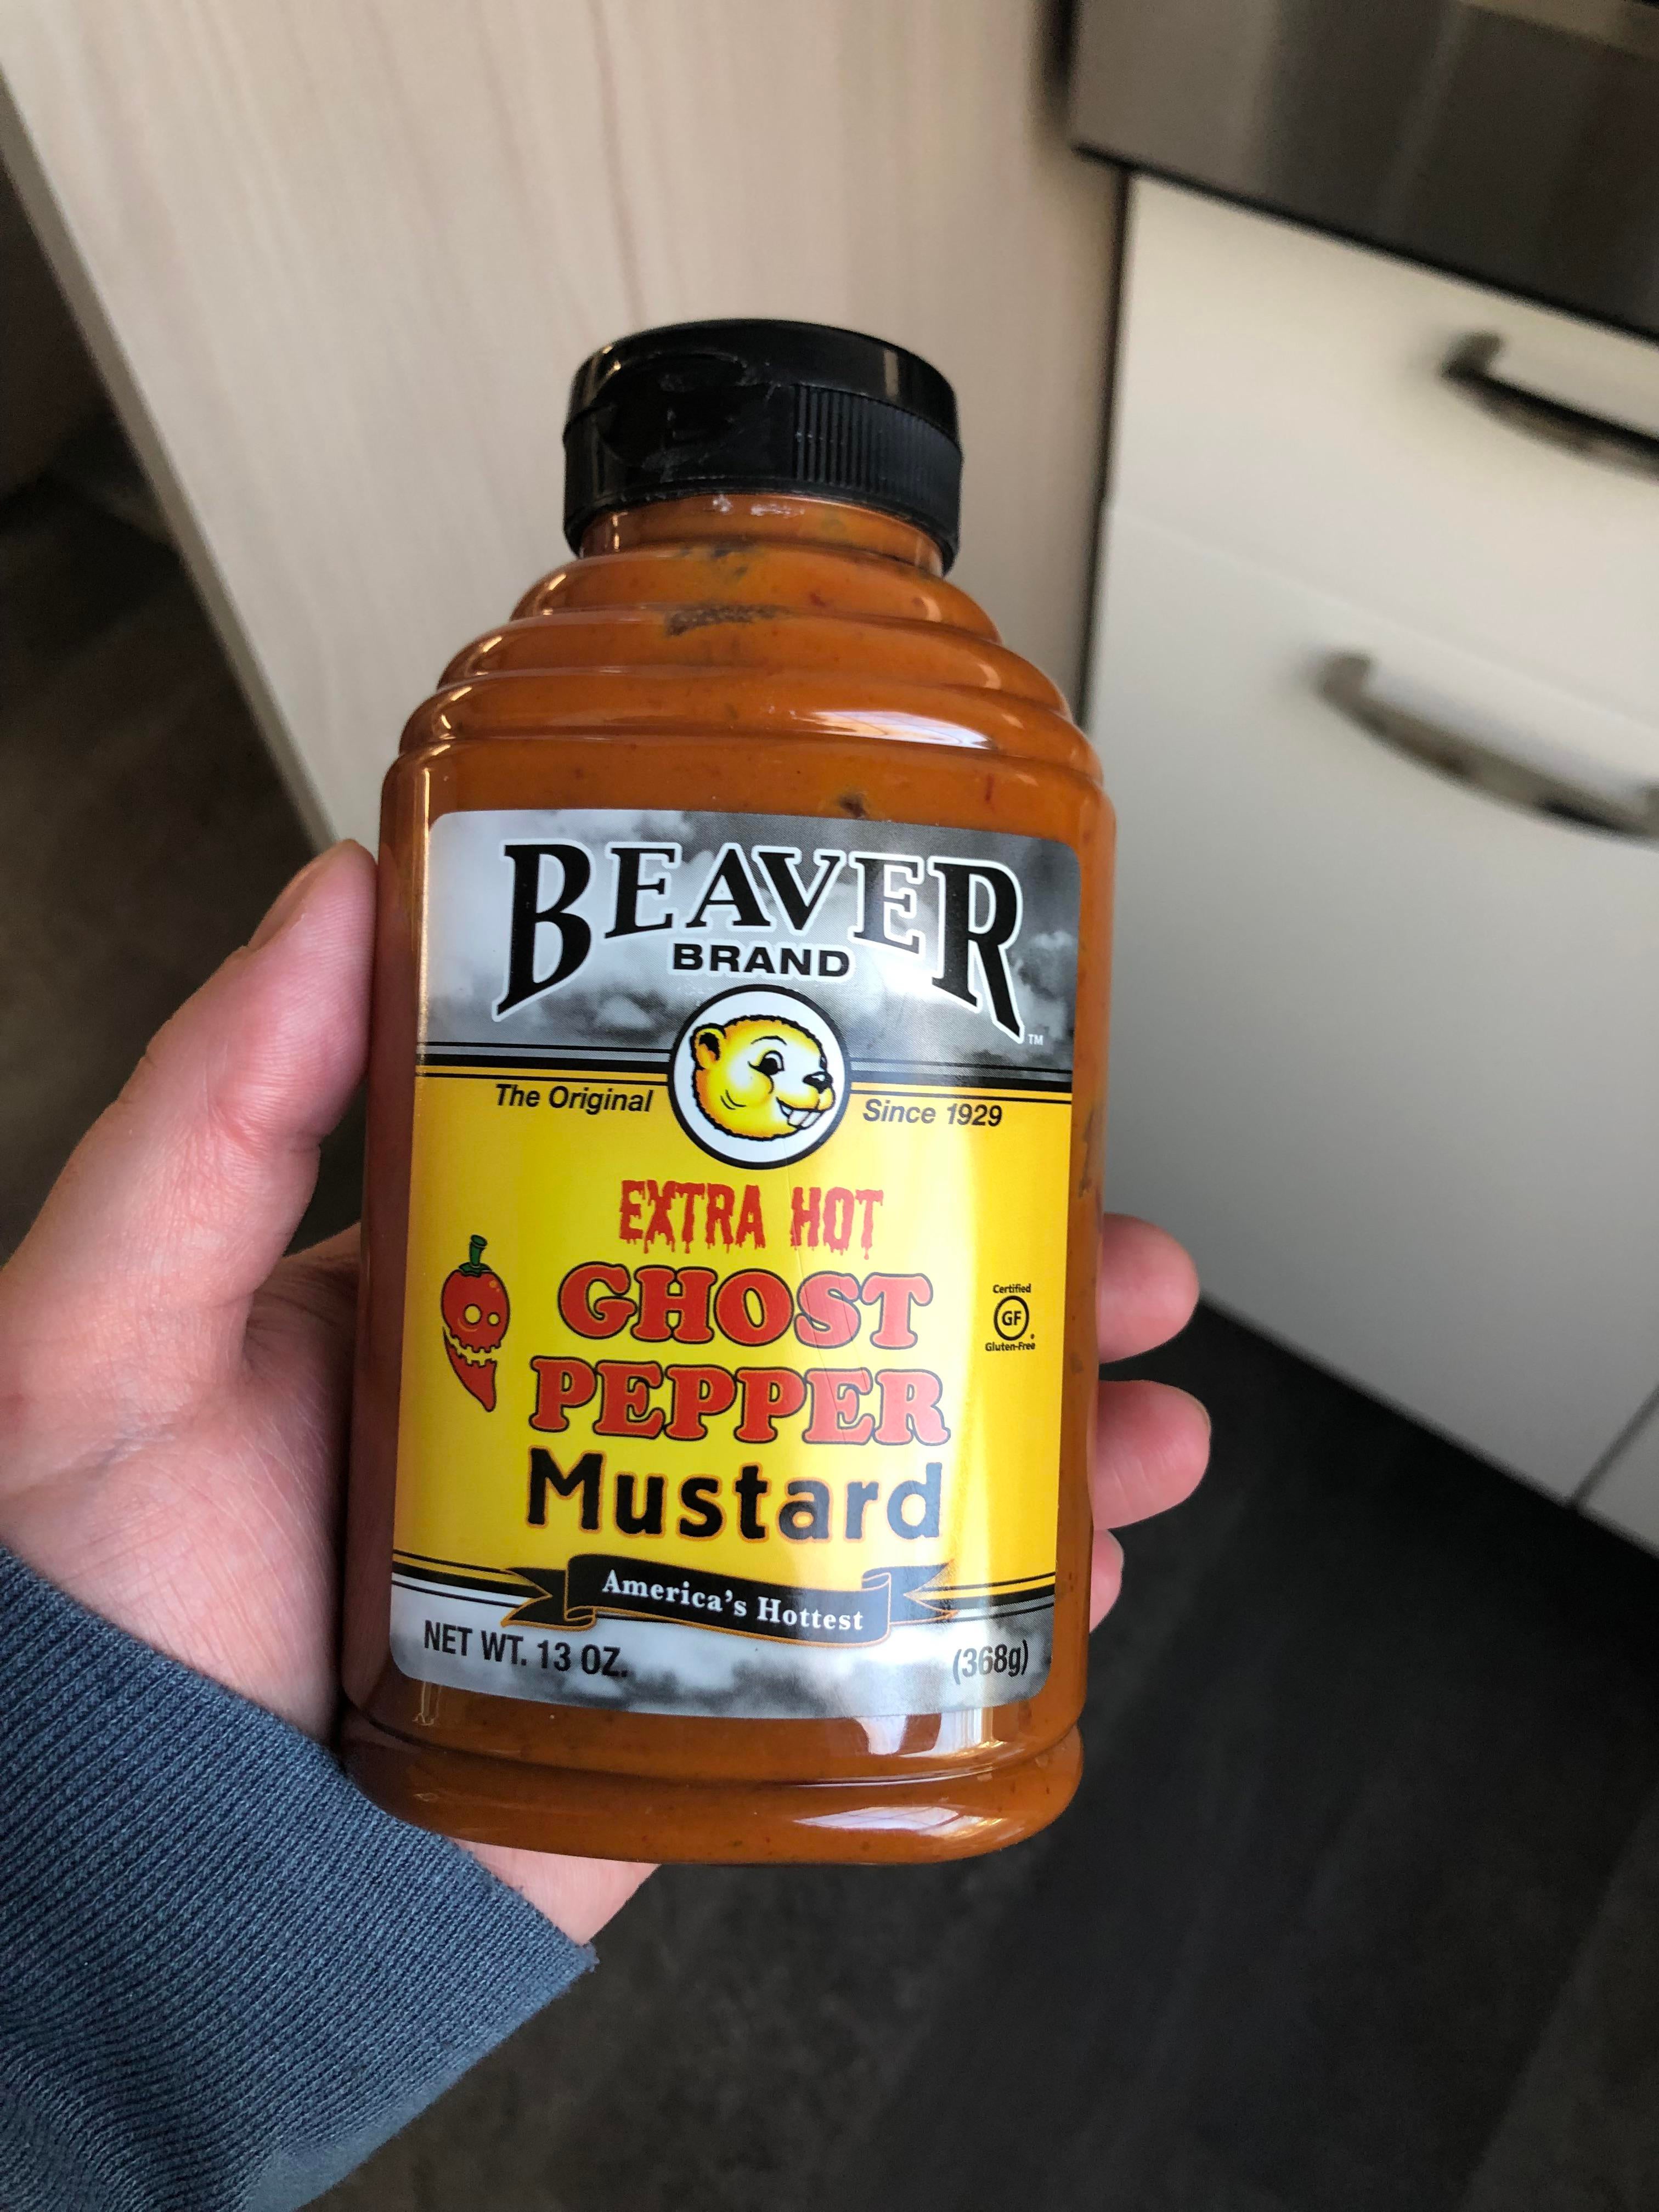 BEAVER
BRAND
TM
The Original Since 1929
EXTRA HOT
GHOST
PEPPER
Mustard
Certified
GF
Gluten-Free
America's Hottest
NET WT. 13 OZ. (368g)